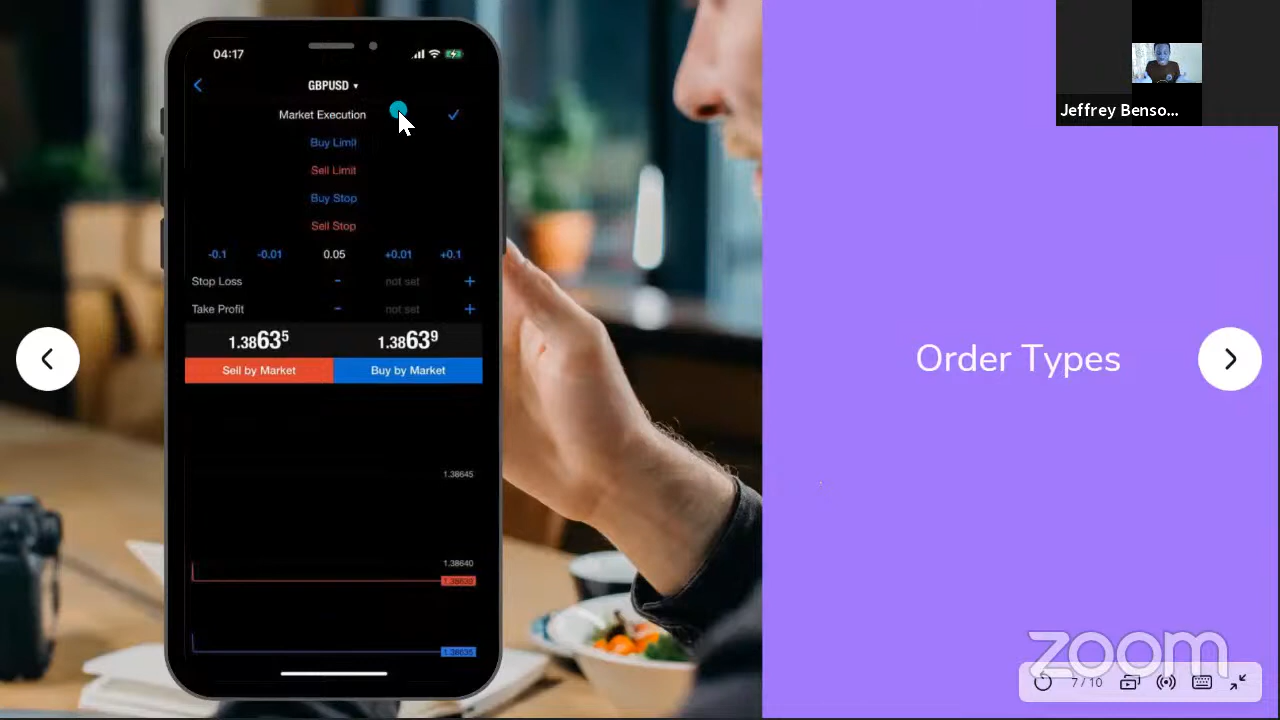 04:17
GBPUSD ▾
Market Execution ✓
Buy Limit
Sell Limit
Buy Stop
Sell Stop
-0.1 -0.01 0.05 +0.01 +0.1
Stop Loss - not set +
Take Profit - not set +
1.38635 1.38639
Sell by Market Buy by Market
1.38645
1.38640
1.38635
Order Types
Jeffrey Benso...
zoom
7/10